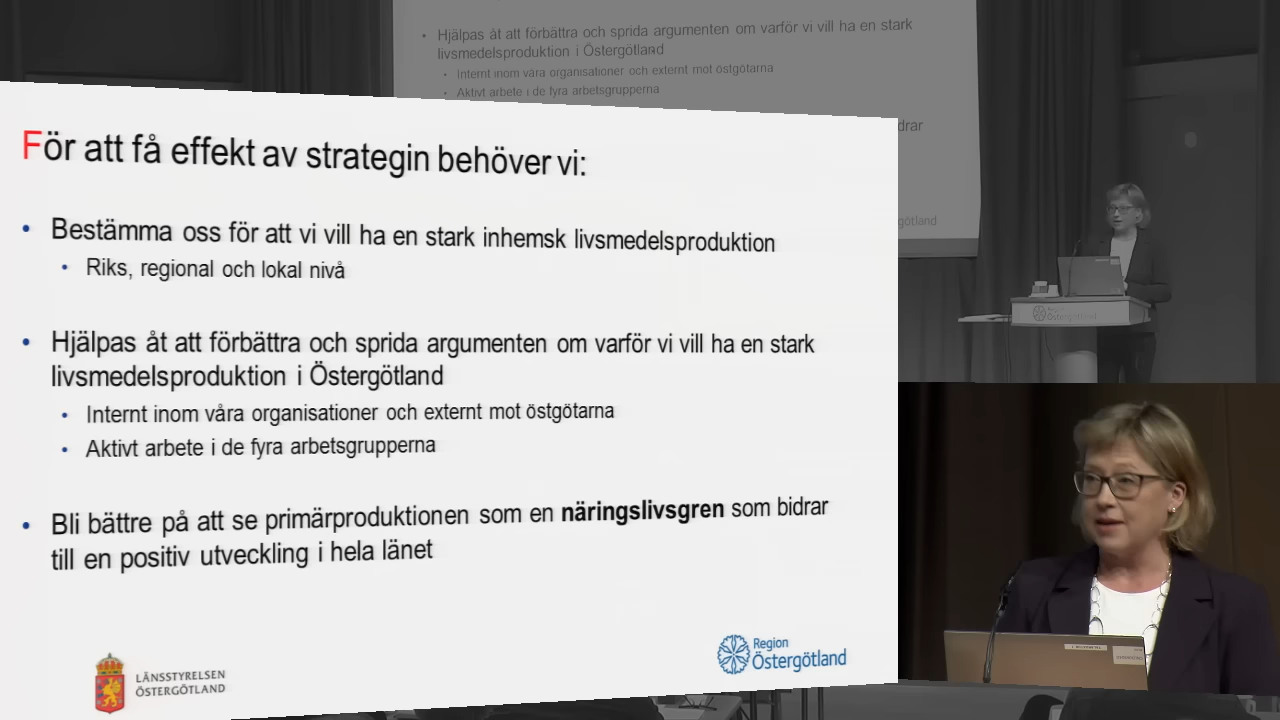 Hjälpas åt att förbättra och sprida argumenten om varför vi vill ha en stark
livsmedelsproduktion i Östergötland
Internt inom våra organisationer och externt mot östgötarna
Aktivt arbete i de fyra arbetsgrupperna
drar
götland
För att få effekt av strategin behöver vi:
• Bestämma oss för att vi vill ha en stark inhemsk livsmedelsproduktion
• Riks, regional och lokal nivå
• Hjälpas åt att förbättra och sprida argumenten om varför vi vill ha en stark
livsmedelsproduktion i Östergötland
• Internt inom våra organisationer och externt mot östgötarna
• Aktivt arbete i de fyra arbetsgrupperna
• Bli bättre på att se primärproduktionen som en näringslivsgren som bidrar
till en positiv utveckling i hela länet
LÄNSSTYRELSEN
ÖSTERGÖTLAND
Region
Östergötland
Region
Östergötland